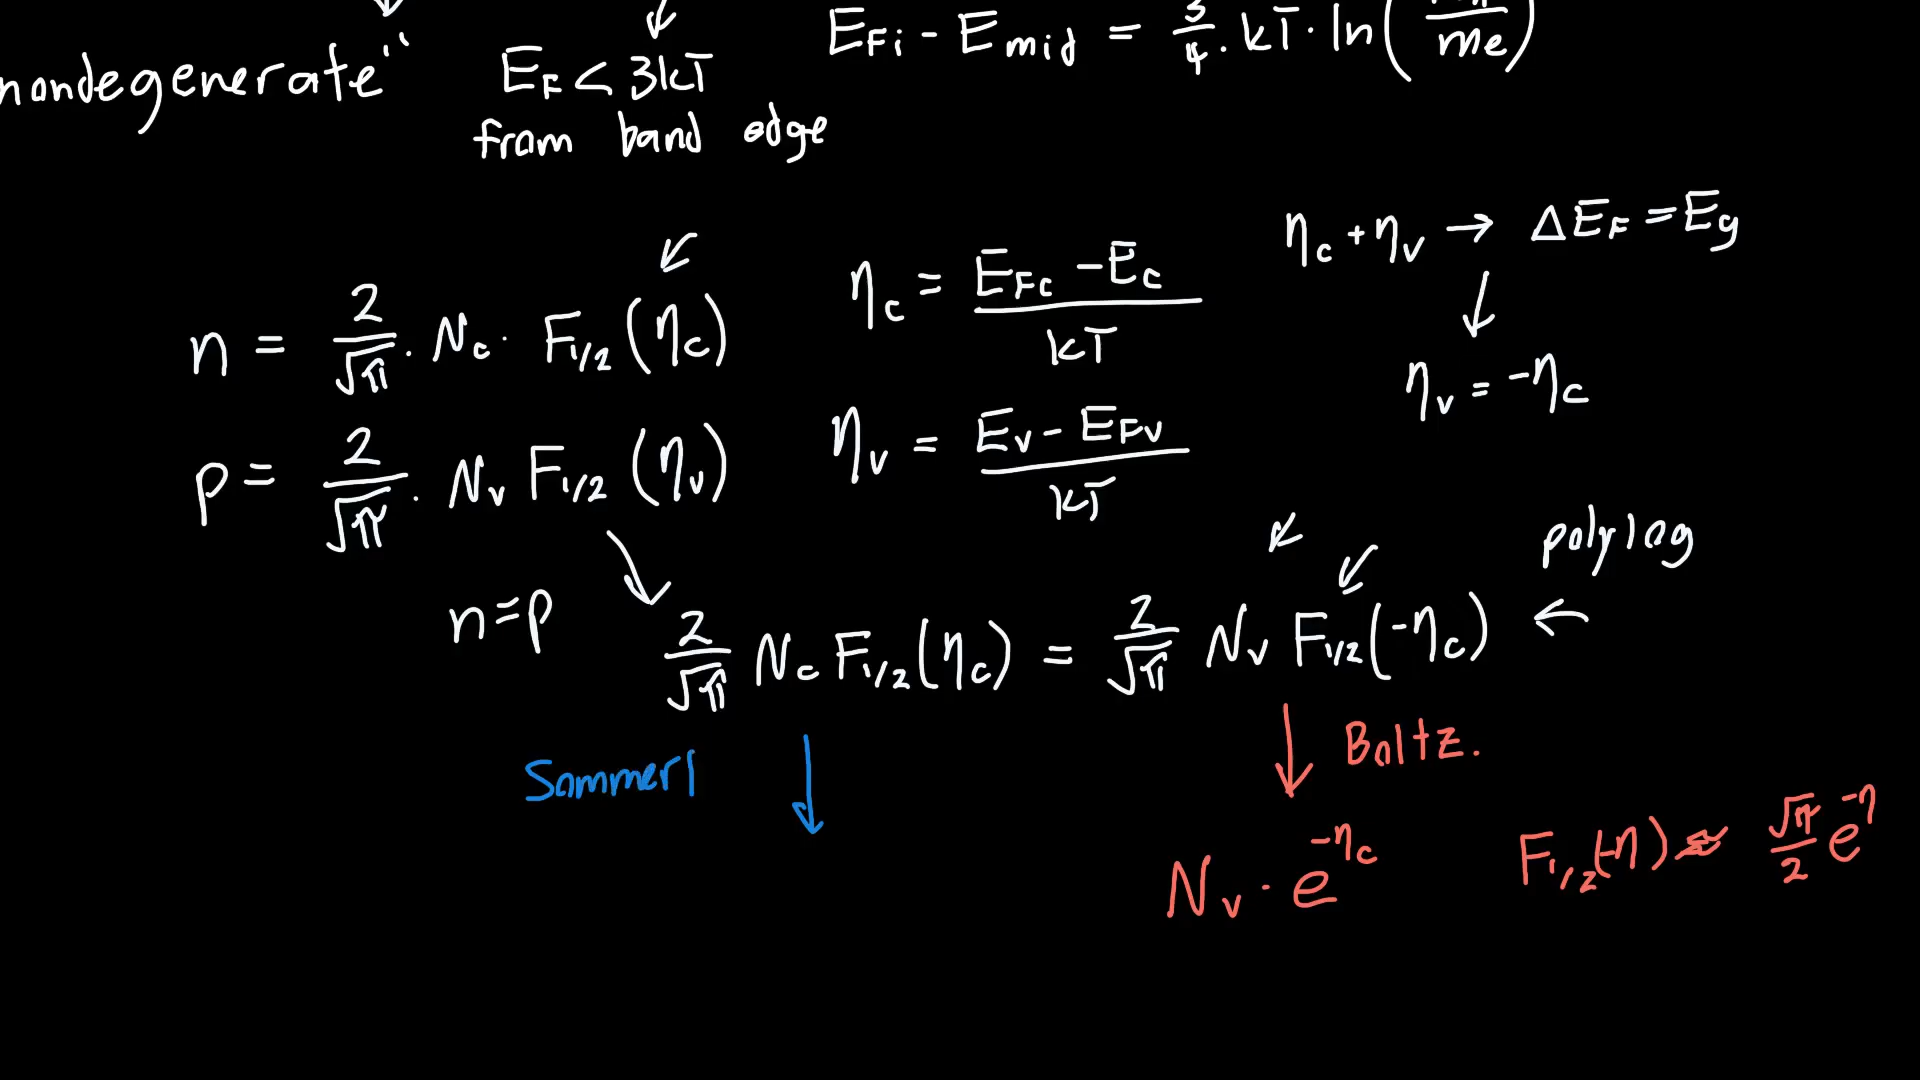 nondegenerate"
E_F < 3kT
from band edge
E_Fi - E_mid = 3/4 · kT · ln( /me)
n = 2/√π · N_c · F_1/2 (η_c)
η_c = (E_Fc - E_c)/kT
η_c + η_v → ΔE_F = E_g
η_v = -η_c
p = 2/√π · N_v F_1/2 (η_v)
η_v = (E_v - E_Fv)/kT
polylog
n = p
2/√π N_c F_1/2 (η_c) = 2/√π N_v F_1/2 (-η_c) ←
Sommerl
Boltz.
N_v · e^-η_c
F_1/2 (-η) ≈ √π/2 e^-η